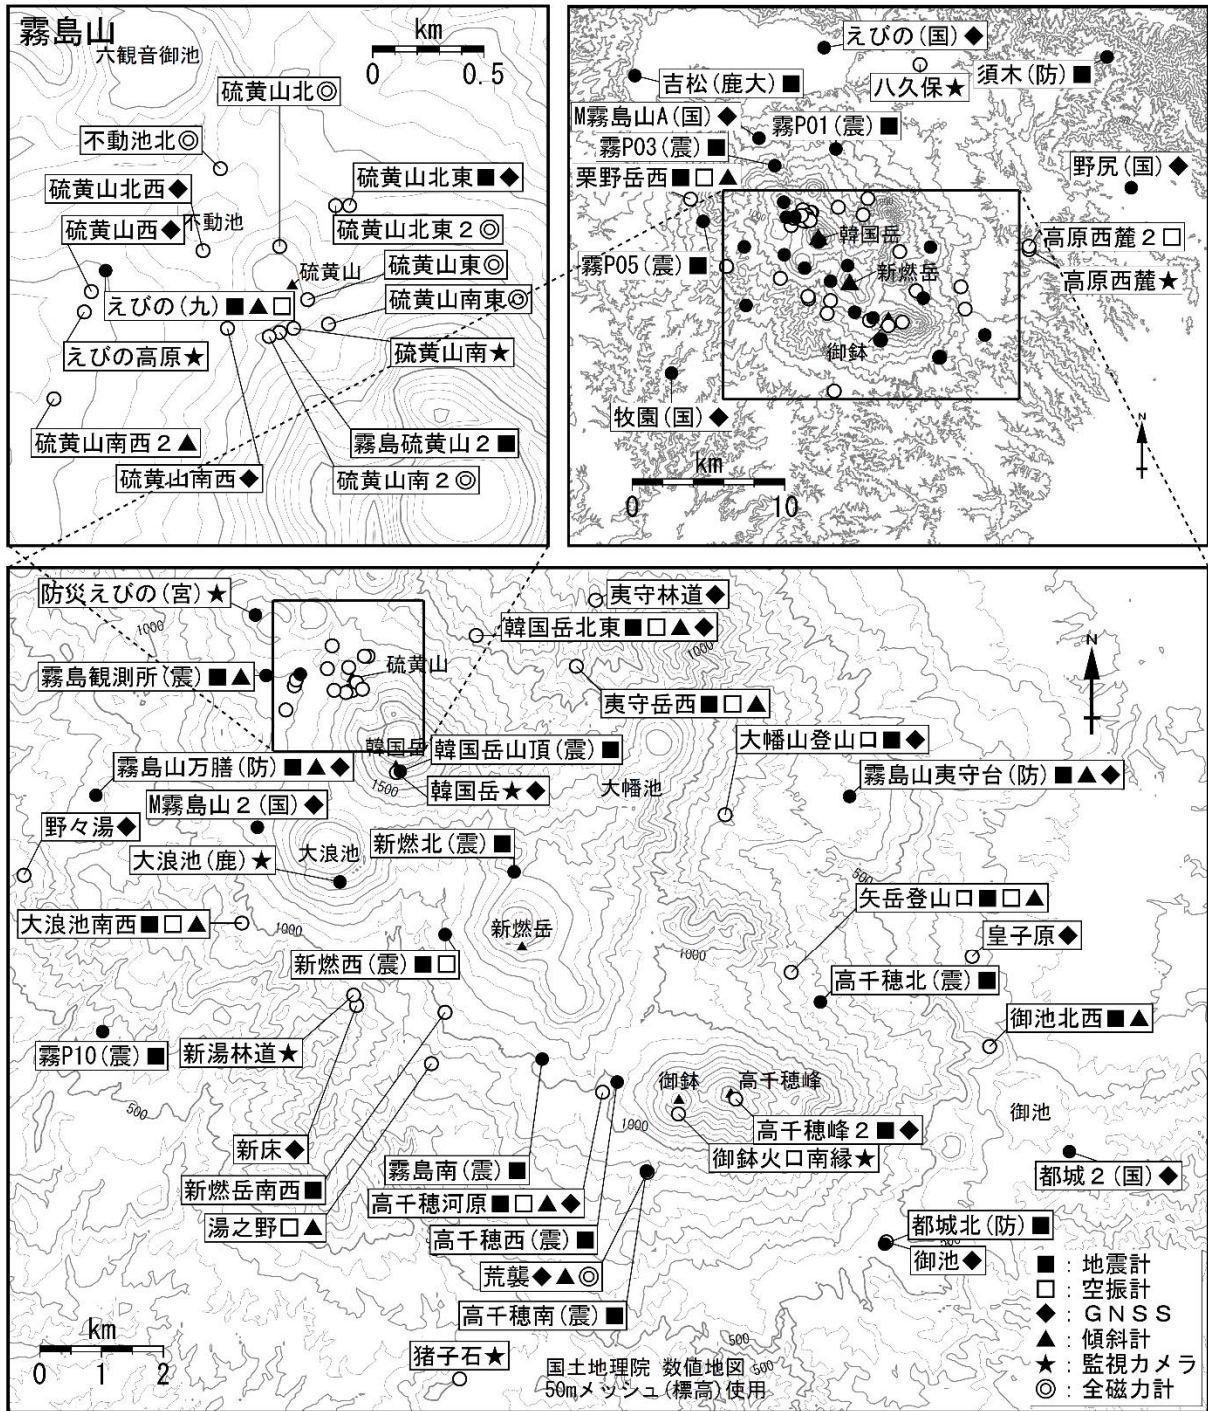 霧島山
六観音御池
km
0 0.5
硫黄山北◎
不動池北◎
硫黄山北西◆
硫黄山北東■◆
硫黄山西◆
不動池
硫黄山北東2◎
硫黄山東◎
硫黄山
えびの(九)■▲□
硫黄山南東◎
えびの高原★
硫黄山南★
硫黄山南西2▲
霧島硫黄山2■
硫黄山南西◆
硫黄山南2◎
えびの(国)◆
吉松(鹿大)■
八久保★
須木(防)■
M霧島山A(国)◆
霧P01(震)■
霧P03(震)■
野尻(国)◆
栗野岳西■□▲
1000
韓国岳
高原西麓2□
新燃岳
霧P05(震)■
高原西麓★
御鉢
牧園(国)◆
N
km
0 10
防災えびの(宮)★
夷守林道◆
1000
韓国岳北東■□▲◆
1000
N
硫黄山
霧島観測所(震)■▲
夷守岳西■□▲
韓国岳
韓国岳山頂(震)■
大幡山登山口■◆
霧島山万膳(防)■▲◆
1500
韓国岳★◆
大幡池
霧島山夷守台(防)■▲◆
M霧島山2(国)◆
野々湯◆
大浪池
新燃北(震)■
大浪池(鹿)★
500
矢岳登山口■□▲
大浪池南西■□▲
1000
新燃岳
皇子原◆
新燃西(震)■□
1000
高千穂北(震)■
御池北西■▲
霧P10(震)■
新湯林道★
御鉢
高千穂峰
500
1000
御池
新床◆
高千穂峰2■◆
霧島南(震)■
御鉢火口南縁★
新燃岳南西■
高千穂河原■□▲◆
都城2(国)◆
湯之野□▲
高千穂西(震)■
都城北(防)■
500
荒襲◆▲◎
御池◆
高千穂南(震)■
km
0 1 2
猪子石★
500
500
国土地理院 数値地図
50mメッシュ(標高)使用
■:地震計
□:空振計
◆:GNSS
▲:傾斜計
★:監視カメラ
◎:全磁力計